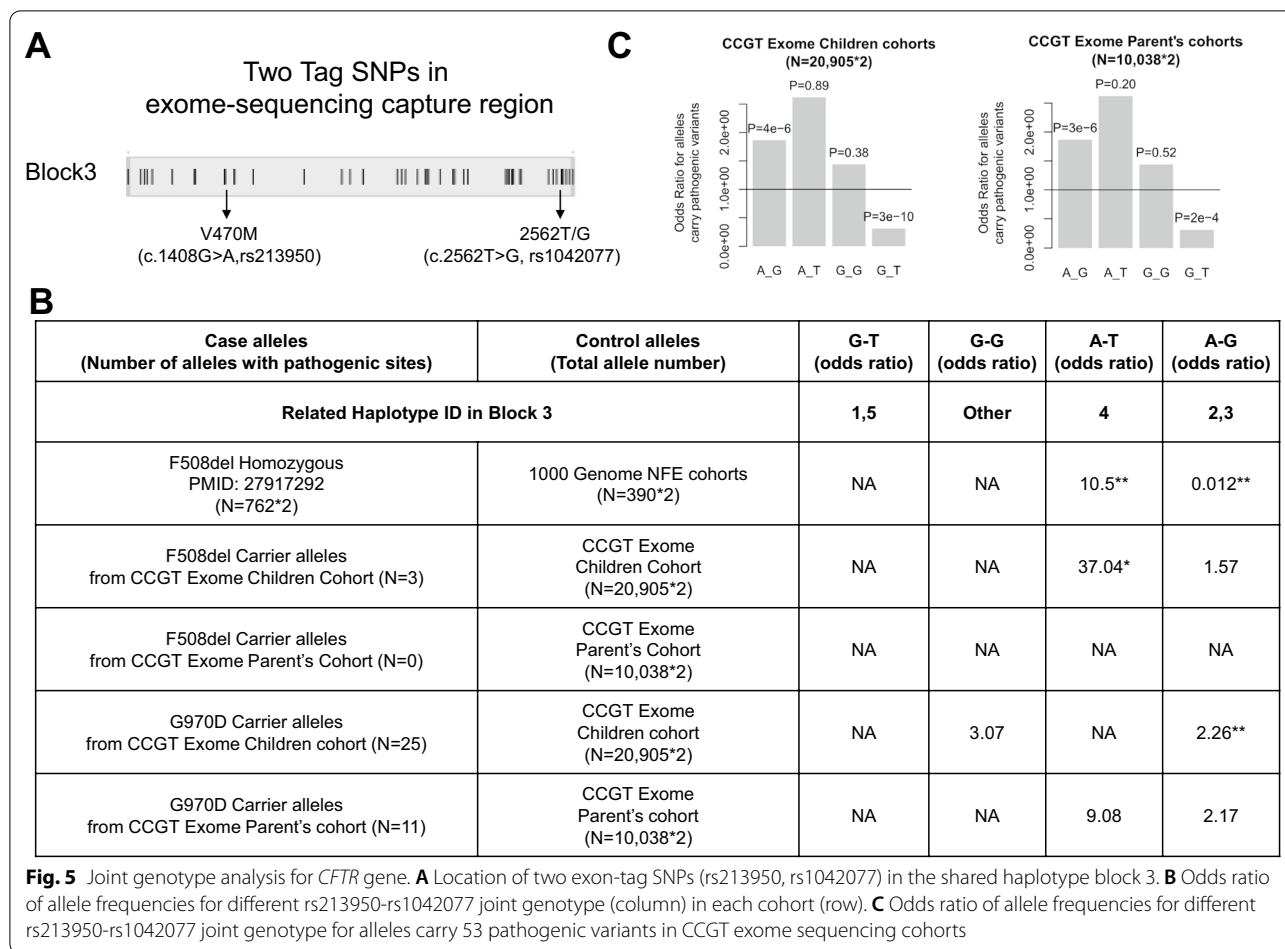 A
Two Tag SNPs in
exome-sequencing capture region
Block3
V470M
(c.1408G>A,rs213950)
2562T/G
(c.2562T>G, rs1042077)
C
CCGT Exome Children cohorts
(N=20,905*2)
Odds Ratio for alleles
carry pathogenic variants
0.0e+00 1.0e+00 2.0e+00
P=4e-6
P=0.89
P=0.38
P=3e-10
A_G A_T G_G G_T
CCGT Exome Parent's cohorts
(N=10,038*2)
Odds Ratio for alleles
carry pathogenic variants
0.0e+00 1.0e+00 2.0e+00
P=3e-6
P=0.20
P=0.52
P=2e-4
A_G A_T G_G G_T
B
Case alleles
(Number of alleles with pathogenic sites)
Control alleles
(Total allele number)
G-T
(odds ratio)
G-G
(odds ratio)
A-T
(odds ratio)
A-G
(odds ratio)
Related Haplotype ID in Block 3
1,5
Other
4
2,3
F508del Homozygous
PMID: 27917292
(N=762*2)
1000 Genome NFE cohorts
(N=390*2)
NA
NA
10.5**
0.012**
F508del Carrier alleles
from CCGT Exome Children Cohort (N=3)
CCGT Exome
Children Cohort
(N=20,905*2)
NA
NA
37.04*
1.57
F508del Carrier alleles
from CCGT Exome Parent's Cohort (N=0)
CCGT Exome
Parent's Cohort
(N=10,038*2)
NA
NA
NA
NA
G970D Carrier alleles
from CCGT Exome Children cohort (N=25)
CCGT Exome
Children cohort
(N=20,905*2)
NA
3.07
NA
2.26**
G970D Carrier alleles
from CCGT Exome Parent's cohort (N=11)
CCGT Exome
Parent's cohort
(N=10,038*2)
NA
NA
9.08
2.17
Fig. 5 Joint genotype analysis for CFTR gene. A Location of two exon-tag SNPs (rs213950, rs1042077) in the shared haplotype block 3. B Odds ratio
of allele frequencies for different rs213950-rs1042077 joint genotype (column) in each cohort (row). C Odds ratio of allele frequencies for different
rs213950-rs1042077 joint genotype for alleles carry 53 pathogenic variants in CCGT exome sequencing cohorts